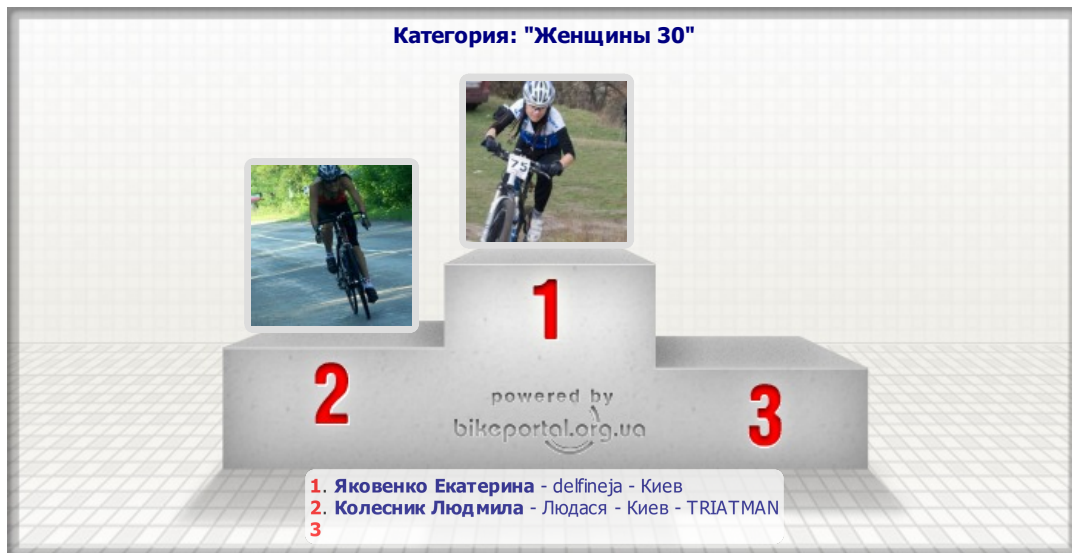 Категория: "Женщины 30"
75
1
2
3
powered by
bikeportal.org.ua
1. Яковенко Екатерина - delfineja - Киев
2. Колесник Людмила - Людася - Киев - TRIATMAN
3